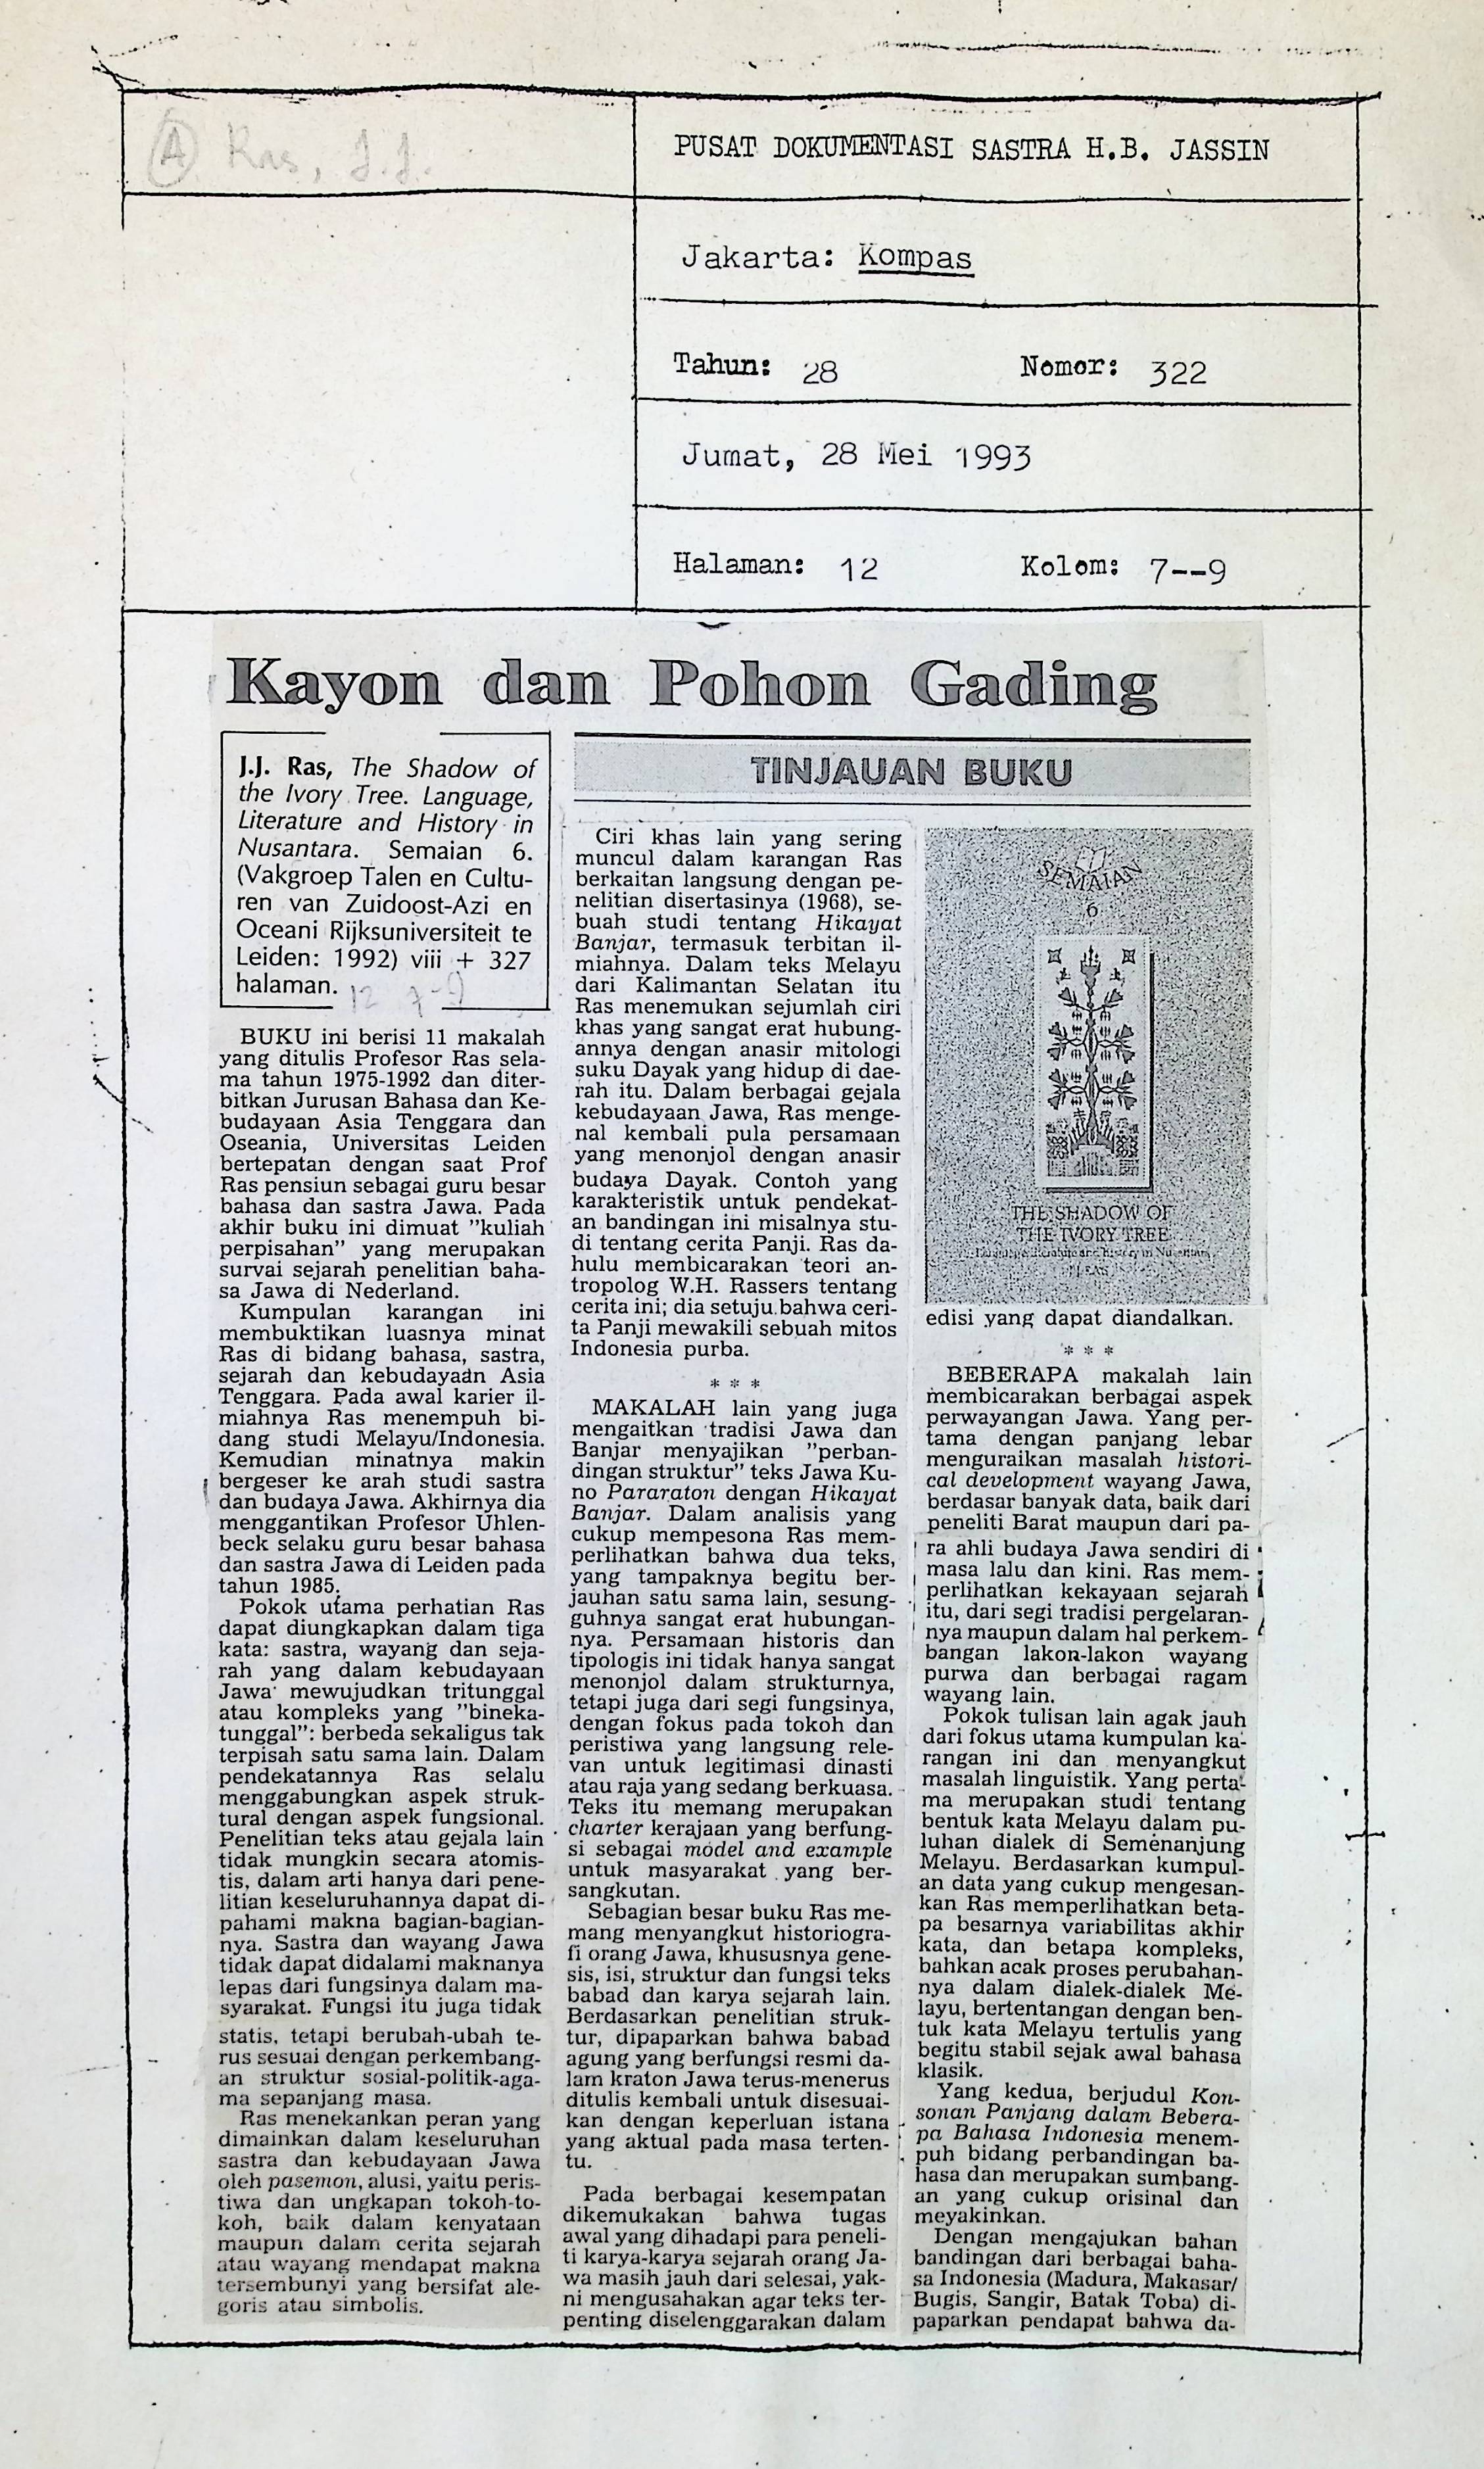 A Ras, J.J.
PUSAT DOKUMENTASI SASTRA H.B. JASSIN
Jakarta: Kompas
Tahun: 28 Nomor: 322
Jumat, 28 Mei 1993
Halaman: 12 Kolom: 7--9
Kayon dan Pohon Gading
J.J. Ras, The Shadow of
the Ivory Tree. Language,
Literature and History in
Nusantara. Semaian 6.
(Vakgroep Talen en Cultu-
ren van Zuidoost-Azi en
Oceani Rijksuniversiteit te
Leiden: 1992) viii + 327
halaman.
12 7-9
BUKU ini berisi 11 makalah
yang ditulis Profesor Ras sela-
ma tahun 1975-1992 dan diter-
bitkan Jurusan Bahasa dan Ke-
budayaan Asia Tenggara dan
Oseania, Universitas Leiden
bertepatan dengan saat Prof
Ras pensiun sebagai guru besar
bahasa dan sastra Jawa. Pada
akhir buku ini dimuat "kuliah
perpisahan" yang merupakan
survai sejarah penelitian baha-
sa Jawa di Nederland.
Kumpulan karangan ini
membuktikan luasnya minat
Ras di bidang bahasa, sastra,
sejarah dan kebudayaan Asia
Tenggara. Pada awal karier il-
miahnya Ras menempuh bi-
dang studi Melayu/Indonesia.
Kemudian minatnya makin
bergeser ke arah studi sastra
dan budaya Jawa. Akhirnya dia
menggantikan Profesor Uhlen-
beck selaku guru besar bahasa
dan sastra Jawa di Leiden pada
tahun 1985.
Pokok utama perhatian Ras
dapat diungkapkan dalam tiga
kata: sastra, wayang dan seja-
rah yang dalam kebudayaan
Jawa mewujudkan tritunggal
atau kompleks yang "bineka-
tunggal": berbeda sekaligus tak
terpisah satu sama lain. Dalam
pendekatannya Ras selalu
menggabungkan aspek struk-
tural dengan aspek fungsional.
Penelitian teks atau gejala lain
tidak mungkin secara atomis-
tis, dalam arti hanya dari pene-
litian keseluruhannya dapat di-
pahami makna bagian-bagian-
nya. Sastra dan wayang Jawa
tidak dapat didalami maknanya
lepas dari fungsinya dalam ma-
syarakat. Fungsi itu juga tidak
statis, tetapi berubah-ubah te-
rus sesuai dengan perkembang-
an struktur sosial-politik-aga-
ma sepanjang masa.
Ras menekankan peran yang
dimainkan dalam keseluruhan
sastra dan kebudayaan Jawa
oleh pasemon, alusi, yaitu peris-
tiwa dan ungkapan tokoh-to-
koh, baik dalam kenyataan
maupun dalam cerita sejarah
atau wayang mendapat makna
tersembunyi yang bersifat ale-
goris atau simbolis.
TINJAUAN BUKU
Ciri khas lain yang sering
muncul dalam karangan Ras
berkaitan langsung dengan pe-
nelitian disertasinya (1968), se-
buah studi tentang Hikayat
Banjar, termasuk terbitan il-
miahnya. Dalam teks Melayu
dari Kalimantan Selatan itu
Ras menemukan sejumlah ciri
khas yang sangat erat hubung-
annya dengan anasir mitologi
suku Dayak yang hidup di dae-
rah itu. Dalam berbagai gejala
kebudayaan Jawa, Ras menge-
nal kembali pula persamaan
yang menonjol dengan anasir
budaya Dayak. Contoh yang
karakteristik untuk pendekat-
an bandingan ini misalnya stu-
di tentang cerita Panji. Ras da-
hulu membicarakan teori an-
tropolog W.H. Rassers tentang
cerita ini; dia setuju bahwa ceri-
ta Panji mewakili sebuah mitos
Indonesia purba.
* * *
MAKALAH lain yang juga
mengaitkan tradisi Jawa dan
Banjar menyajikan "perban-
dingan struktur" teks Jawa Ku-
no Pararaton dengan Hikayat
Banjar. Dalam analisis yang
cukup mempesona Ras mem-
perlihatkan bahwa dua teks,
yang tampaknya begitu ber-
jauhan satu sama lain, sesung-
guhnya sangat erat hubungan-
nya. Persamaan historis dan
tipologis ini tidak hanya sangat
menonjol dalam strukturnya,
tetapi juga dari segi fungsinya,
dengan fokus pada tokoh dan
peristiwa yang langsung rele-
van untuk legitimasi dinasti
atau raja yang sedang berkuasa.
Teks itu memang merupakan
charter kerajaan yang berfung-
si sebagai model and example
untuk masyarakat yang ber-
sangkutan.
Sebagian besar buku Ras me-
mang menyangkut historiogra-
fi orang Jawa, khususnya gene-
sis, isi, struktur dan fungsi teks
babad dan karya sejarah lain.
Berdasarkan penelitian struk-
tur, dipaparkan bahwa babad
agung yang berfungsi resmi da-
lam kraton Jawa terus-menerus
ditulis kembali untuk disesuai-
kan dengan keperluan istana
yang aktual pada masa terten-
tu.
Pada berbagai kesempatan
dikemukakan bahwa tugas
awal yang dihadapi para peneli-
ti karya-karya sejarah orang Ja-
wa masih jauh dari selesai, yak-
ni mengusahakan agar teks ter-
penting diselenggarakan dalam
SEMAIAN
6
THE SHADOW OF
THE IVORY TREE
Language, literature and history in Nusantara
J.J. RAS
edisi yang dapat diandalkan.
* * *
BEBERAPA makalah lain
membicarakan berbagai aspek
perwayangan Jawa. Yang per-
tama dengan panjang lebar
menguraikan masalah histori-
cal development wayang Jawa,
berdasar banyak data, baik dari
peneliti Barat maupun dari pa-
ra ahli budaya Jawa sendiri di
masa lalu dan kini. Ras mem-
perlihatkan kekayaan sejarah
itu, dari segi tradisi pergelaran-
nya maupun dalam hal perkem-
bangan lakon-lakon wayang
purwa dan berbagai ragam
wayang lain.
Pokok tulisan lain agak jauh
dari fokus utama kumpulan ka-
rangan ini dan menyangkut
masalah linguistik. Yang perta-
ma merupakan studi tentang
bentuk kata Melayu dalam pu-
luhan dialek di Semenanjung
Melayu. Berdasarkan kumpul-
an data yang cukup mengesan-
kan Ras memperlihatkan beta-
pa besarnya variabilitas akhir
kata, dan betapa kompleks,
bahkan acak proses perubahan-
nya dalam dialek-dialek Me-
layu, bertentangan dengan ben-
tuk kata Melayu tertulis yang
begitu stabil sejak awal bahasa
klasik.
Yang kedua, berjudul Kon-
sonan Panjang dalam Bebera-
pa Bahasa Indonesia menem-
puh bidang perbandingan ba-
hasa dan merupakan sumbang-
an yang cukup orisinal dan
meyakinkan.
Dengan mengajukan bahan
bandingan dari berbagai baha-
sa Indonesia (Madura, Makasar/
Bugis, Sangir, Batak Toba) di-
paparkan pendapat bahwa da-